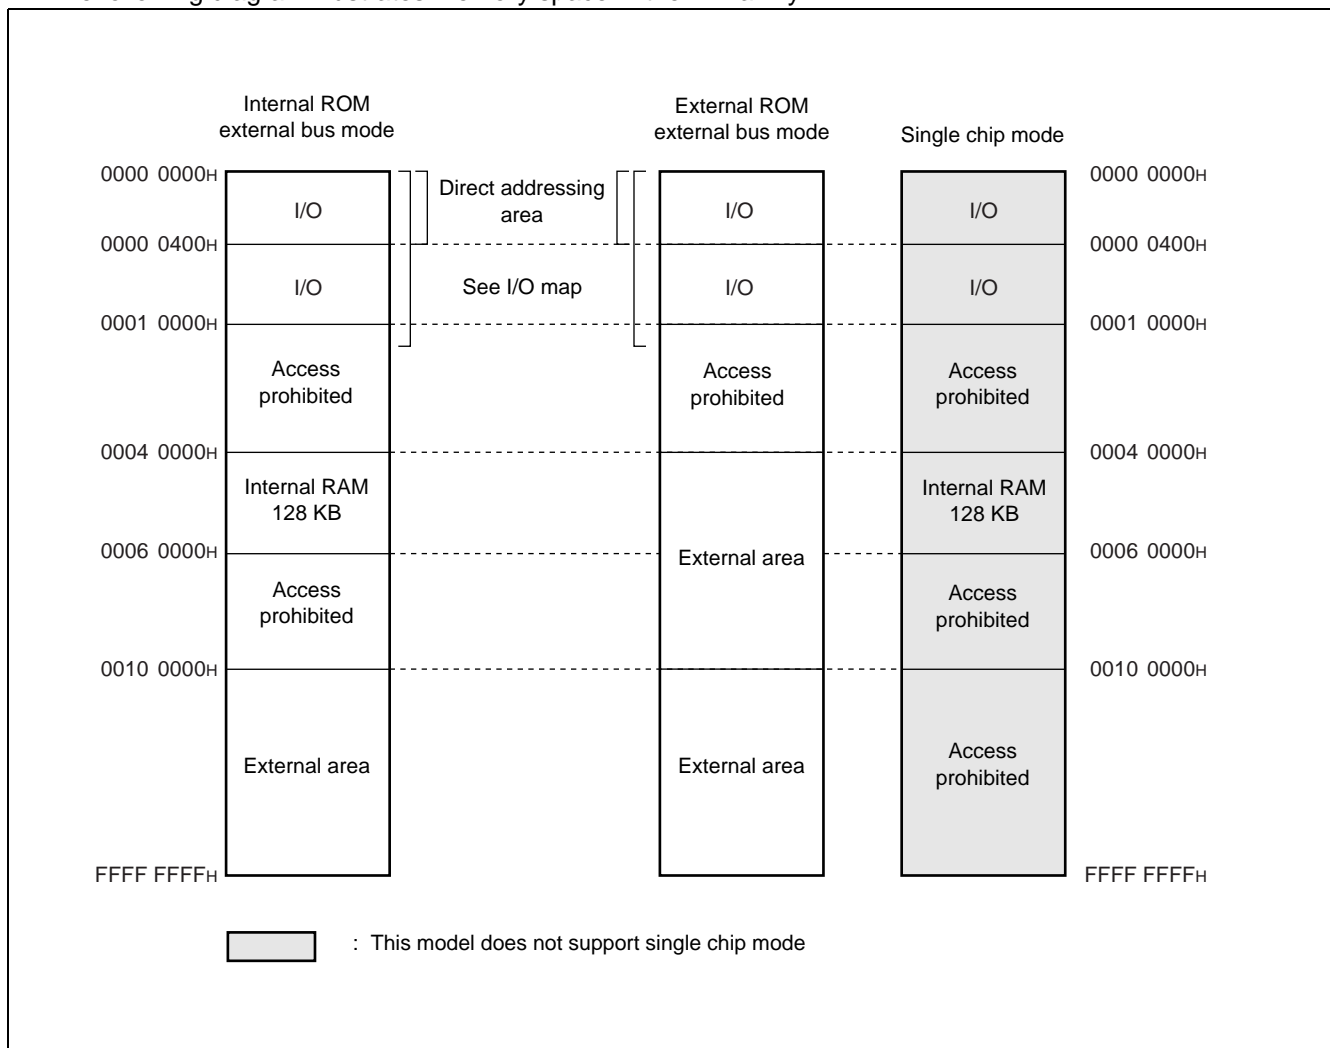 Internal ROM
external bus mode
External ROM
external bus mode
Single chip mode
0000 0000H
I/O
Direct addressing
area
I/O
I/O
0000 0000H
0000 0400H
0000 0400H
I/O
See I/O map
I/O
I/O
0001 0000H
0001 0000H
Access
prohibited
Access
prohibited
Access
prohibited
0004 0000H
0004 0000H
Internal RAM
128 KB
Internal RAM
128 KB
0006 0000H
External area
0006 0000H
Access
prohibited
Access
prohibited
0010 0000H
0010 0000H
External area
External area
Access
prohibited
FFFF FFFFH
FFFF FFFFH
: This model does not support single chip mode